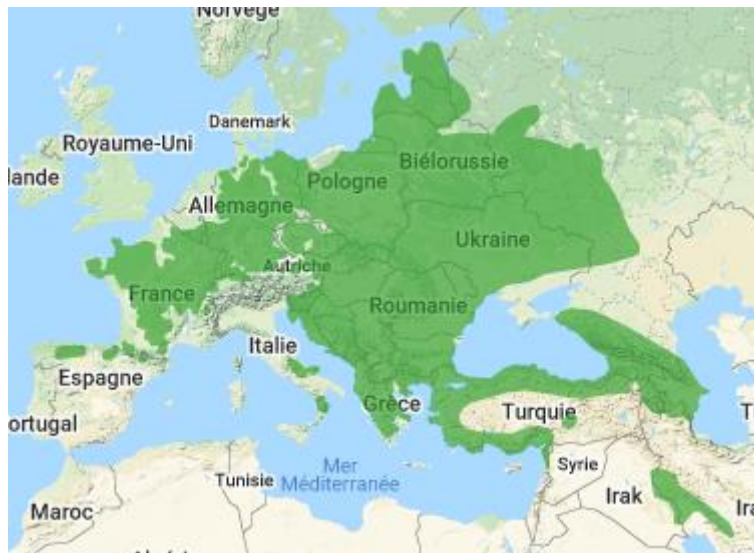 Norvège
Danemark
Royaume-Uni
lande
Biélorussie
Pologne
Allemagne
Ukraine
Autriche
France
Roumanie
Italie
Espagne
Grèce
Turquie
ortugal
Syrie
Tunisie
Mer
Méditerranée
Irak
Ira
Maroc